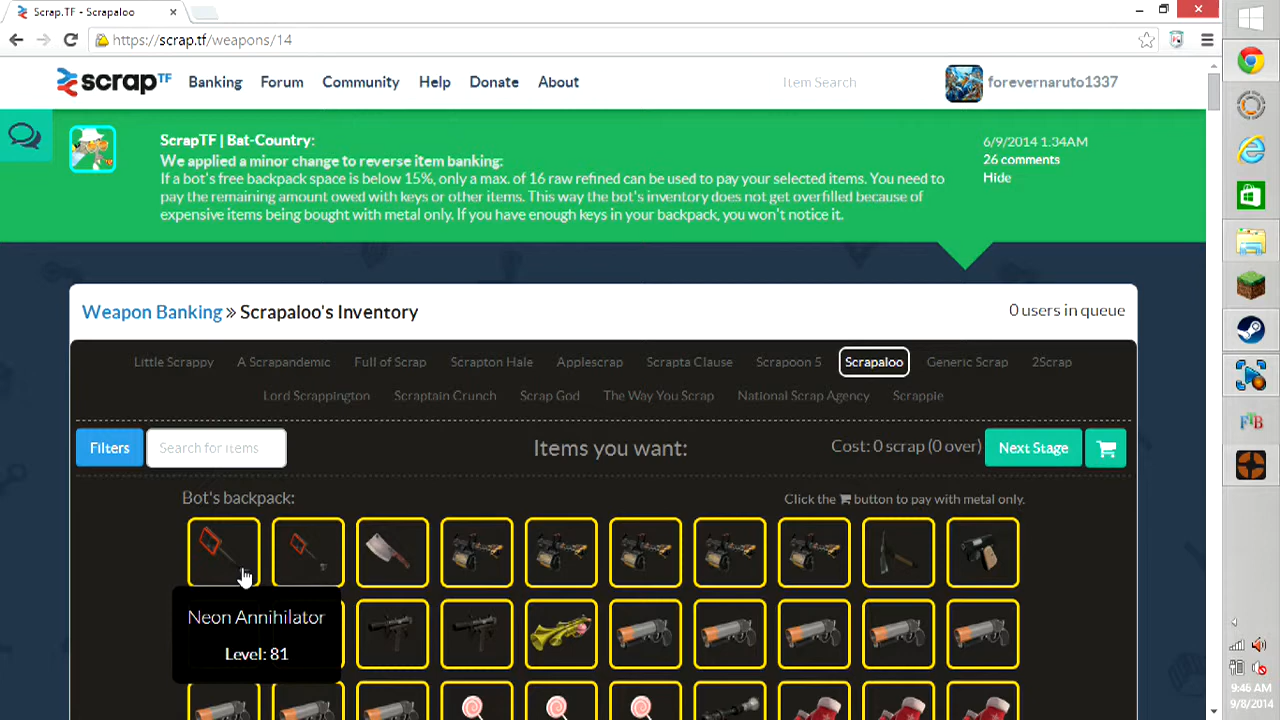 Scrap.TF - Scrapaloo
https://scrap.tf/weapons/14
scrapTF Banking Forum Community Help Donate About Item Search forevernaruto1337
ScrapTF | Bat-Country: 6/9/2014 1:34AM
We applied a minor change to reverse item banking: 26 comments
If a bot's free backpack space is below 15%, only a max. of 16 raw refined can be used to pay your selected items. You need to Hide
pay the remaining amount owed with keys or other items. This way the bot's inventory does not get overfilled because of
expensive items being bought with metal only. If you have enough keys in your backpack, you won't notice it.
Weapon Banking » Scrapaloo's Inventory 0 users in queue
Little Scrappy A Scrapandemic Full of Scrap Scrapton Hale Applescrap Scrapta Clause Scrapoon 5 Scrapaloo Generic Scrap 2Scrap
Lord Scrappington Scraptain Crunch Scrap God The Way You Scrap National Scrap Agency Scrappie
Filters Search for items Items you want: Cost: 0 scrap (0 over) Next Stage
Bot's backpack: Click the button to pay with metal only.
Neon Annihilator
Level: 81
FTB
9:46 AM
9/8/2014